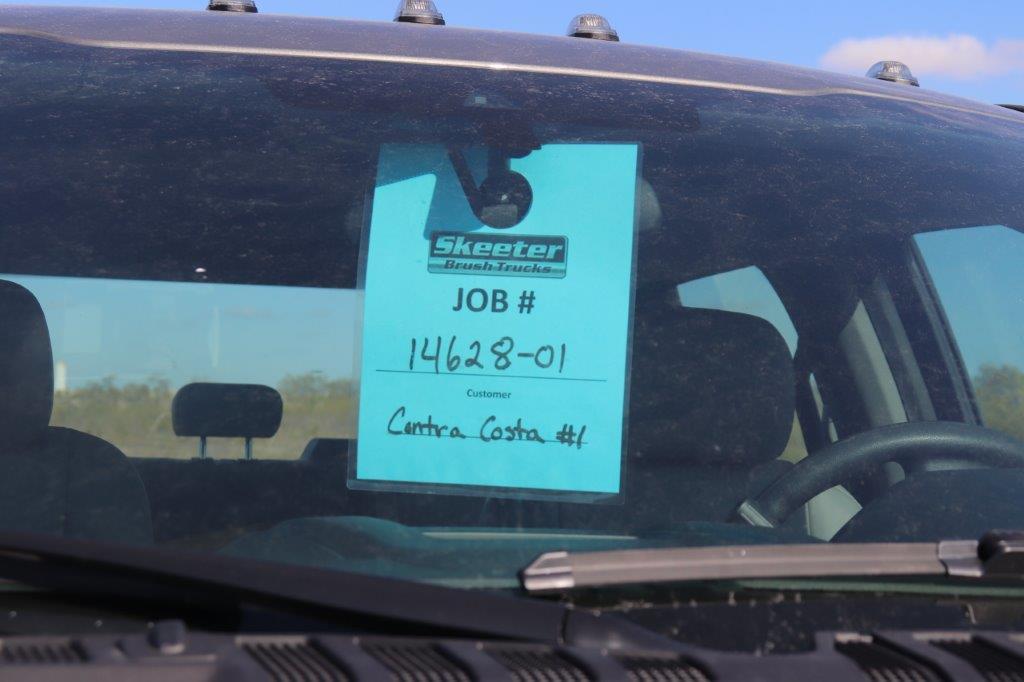 Skeeter
Brush Trucks
JOB #
14628-01
Customer
Contra Costa #1